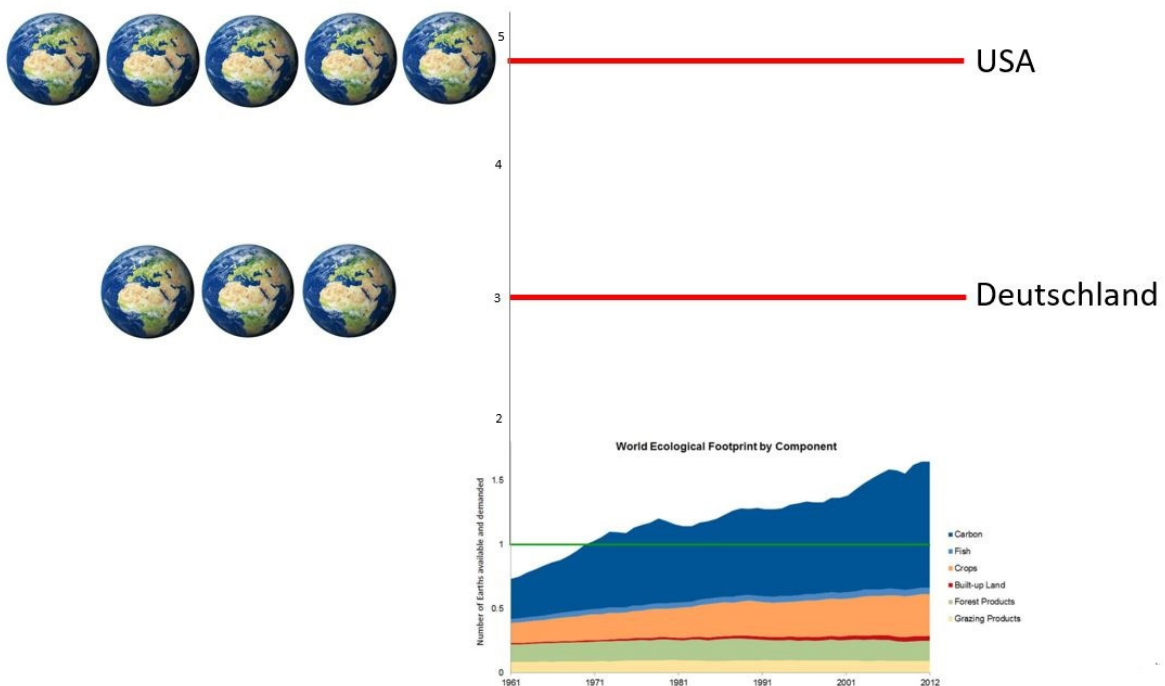 5
USA
4
3
Deutschland
2
World Ecological Footprint by Component
Number of Earths available and demanded
1.5
1
0.5
0
1961
1971
1981
1991
2001
2012
Carbon
Fish
Crops
Built-up Land
Forest Products
Grazing Products